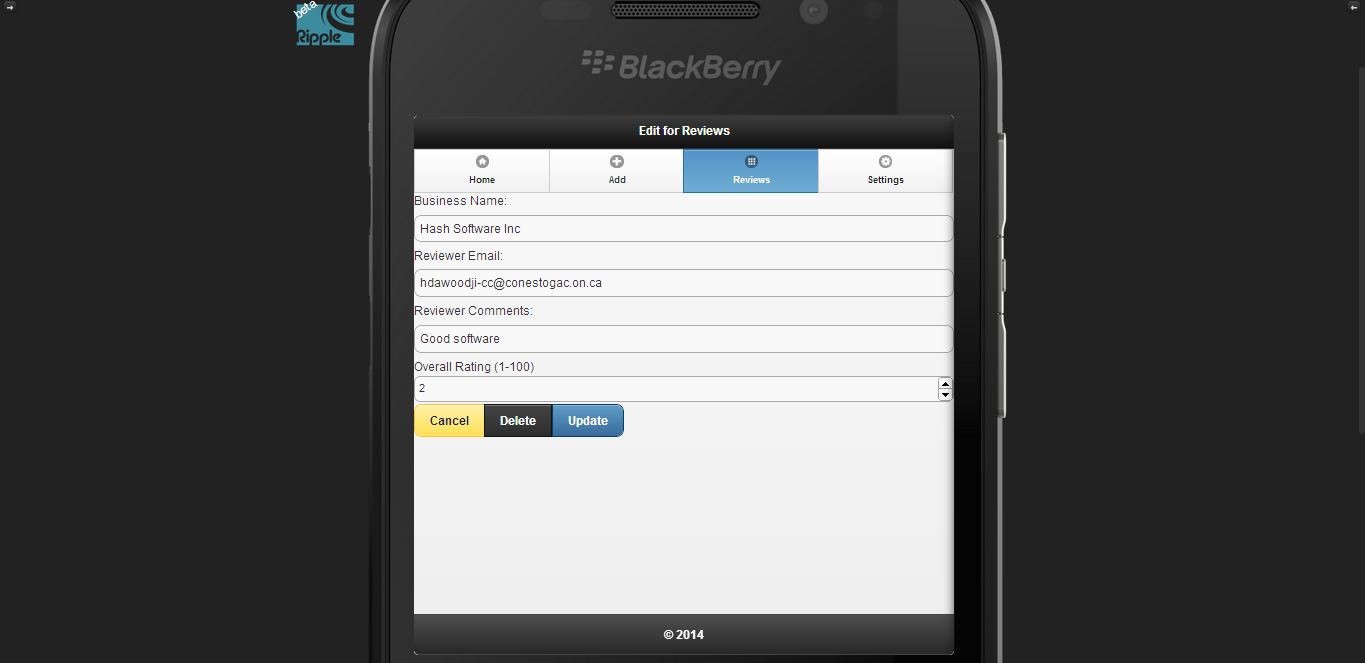 beta
Ripple
BlackBerry
Edit for Reviews
Home Add Reviews Settings
Business Name:
Hash Software Inc
Reviewer Email:
hdawoodji-cc@conestogac.on.ca
Reviewer Comments:
Good software
Overall Rating (1-100)
2
Cancel Delete Update
© 2014